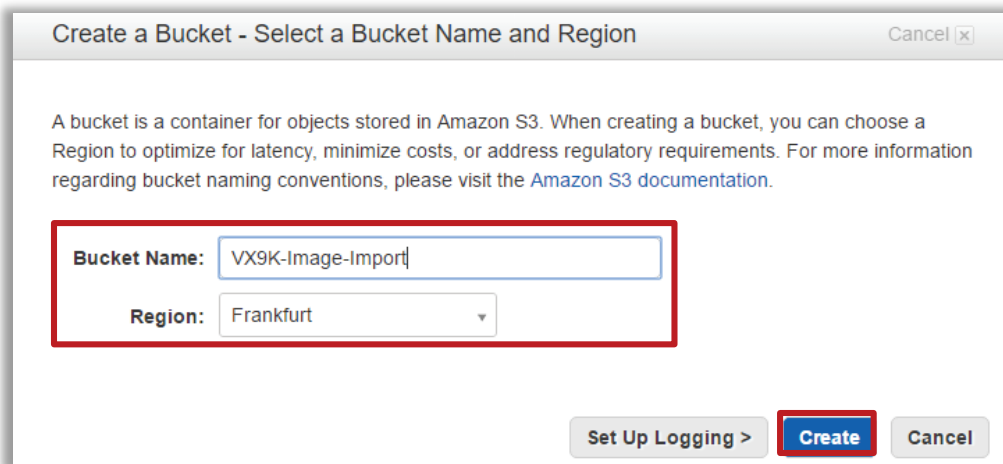 Create a Bucket - Select a Bucket Name and Region
Cancel x
A bucket is a container for objects stored in Amazon S3. When creating a bucket, you can choose a
Region to optimize for latency, minimize costs, or address regulatory requirements. For more information
regarding bucket naming conventions, please visit the Amazon S3 documentation.
Bucket Name: VX9K-Image-Import
Region: Frankfurt
Set Up Logging > Create Cancel